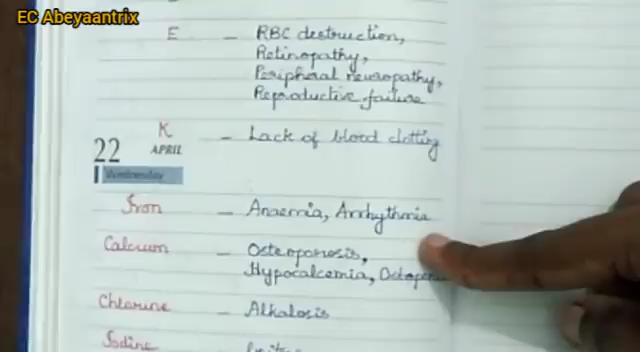 EC Abeyaantrix
E – RBC destruction,
Retinopathy,
Peripheral neuropathy,
Reproductive failure
K – Lack of blood clotting
22 APRIL
Wednesday
Iron – Anaemia, Arrhythmia
Calcium – Osteoporosis,
Hypocalcemia,
Chlorine – Alkalosis
Iodine